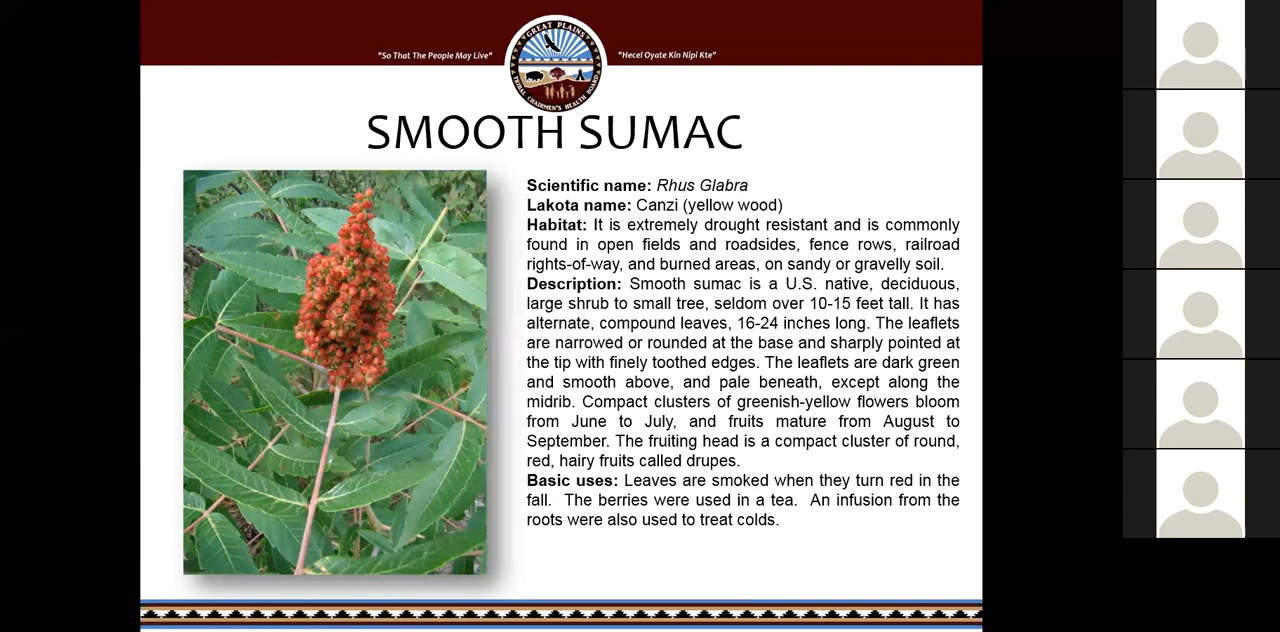 "So That The People May Live"
"Hecel Oyate Kin Nipi Kte"
GREAT PLAINS
TRIBAL CHAIRMEN'S HEALTH BOARD
SMOOTH SUMAC
Scientific name: Rhus Glabra
Lakota name: Canzi (yellow wood)
Habitat: It is extremely drought resistant and is commonly
found in open fields and roadsides, fence rows, railroad
rights-of-way, and burned areas, on sandy or gravelly soil.
Description: Smooth sumac is a U.S. native, deciduous,
large shrub to small tree, seldom over 10-15 feet tall. It has
alternate, compound leaves, 16-24 inches long. The leaflets
are narrowed or rounded at the base and sharply pointed at
the tip with finely toothed edges. The leaflets are dark green
and smooth above, and pale beneath, except along the
midrib. Compact clusters of greenish-yellow flowers bloom
from June to July, and fruits mature from August to
September. The fruiting head is a compact cluster of round,
red, hairy fruits called drupes.
Basic uses: Leaves are smoked when they turn red in the
fall. The berries were used in a tea. An infusion from the
roots were also used to treat colds.